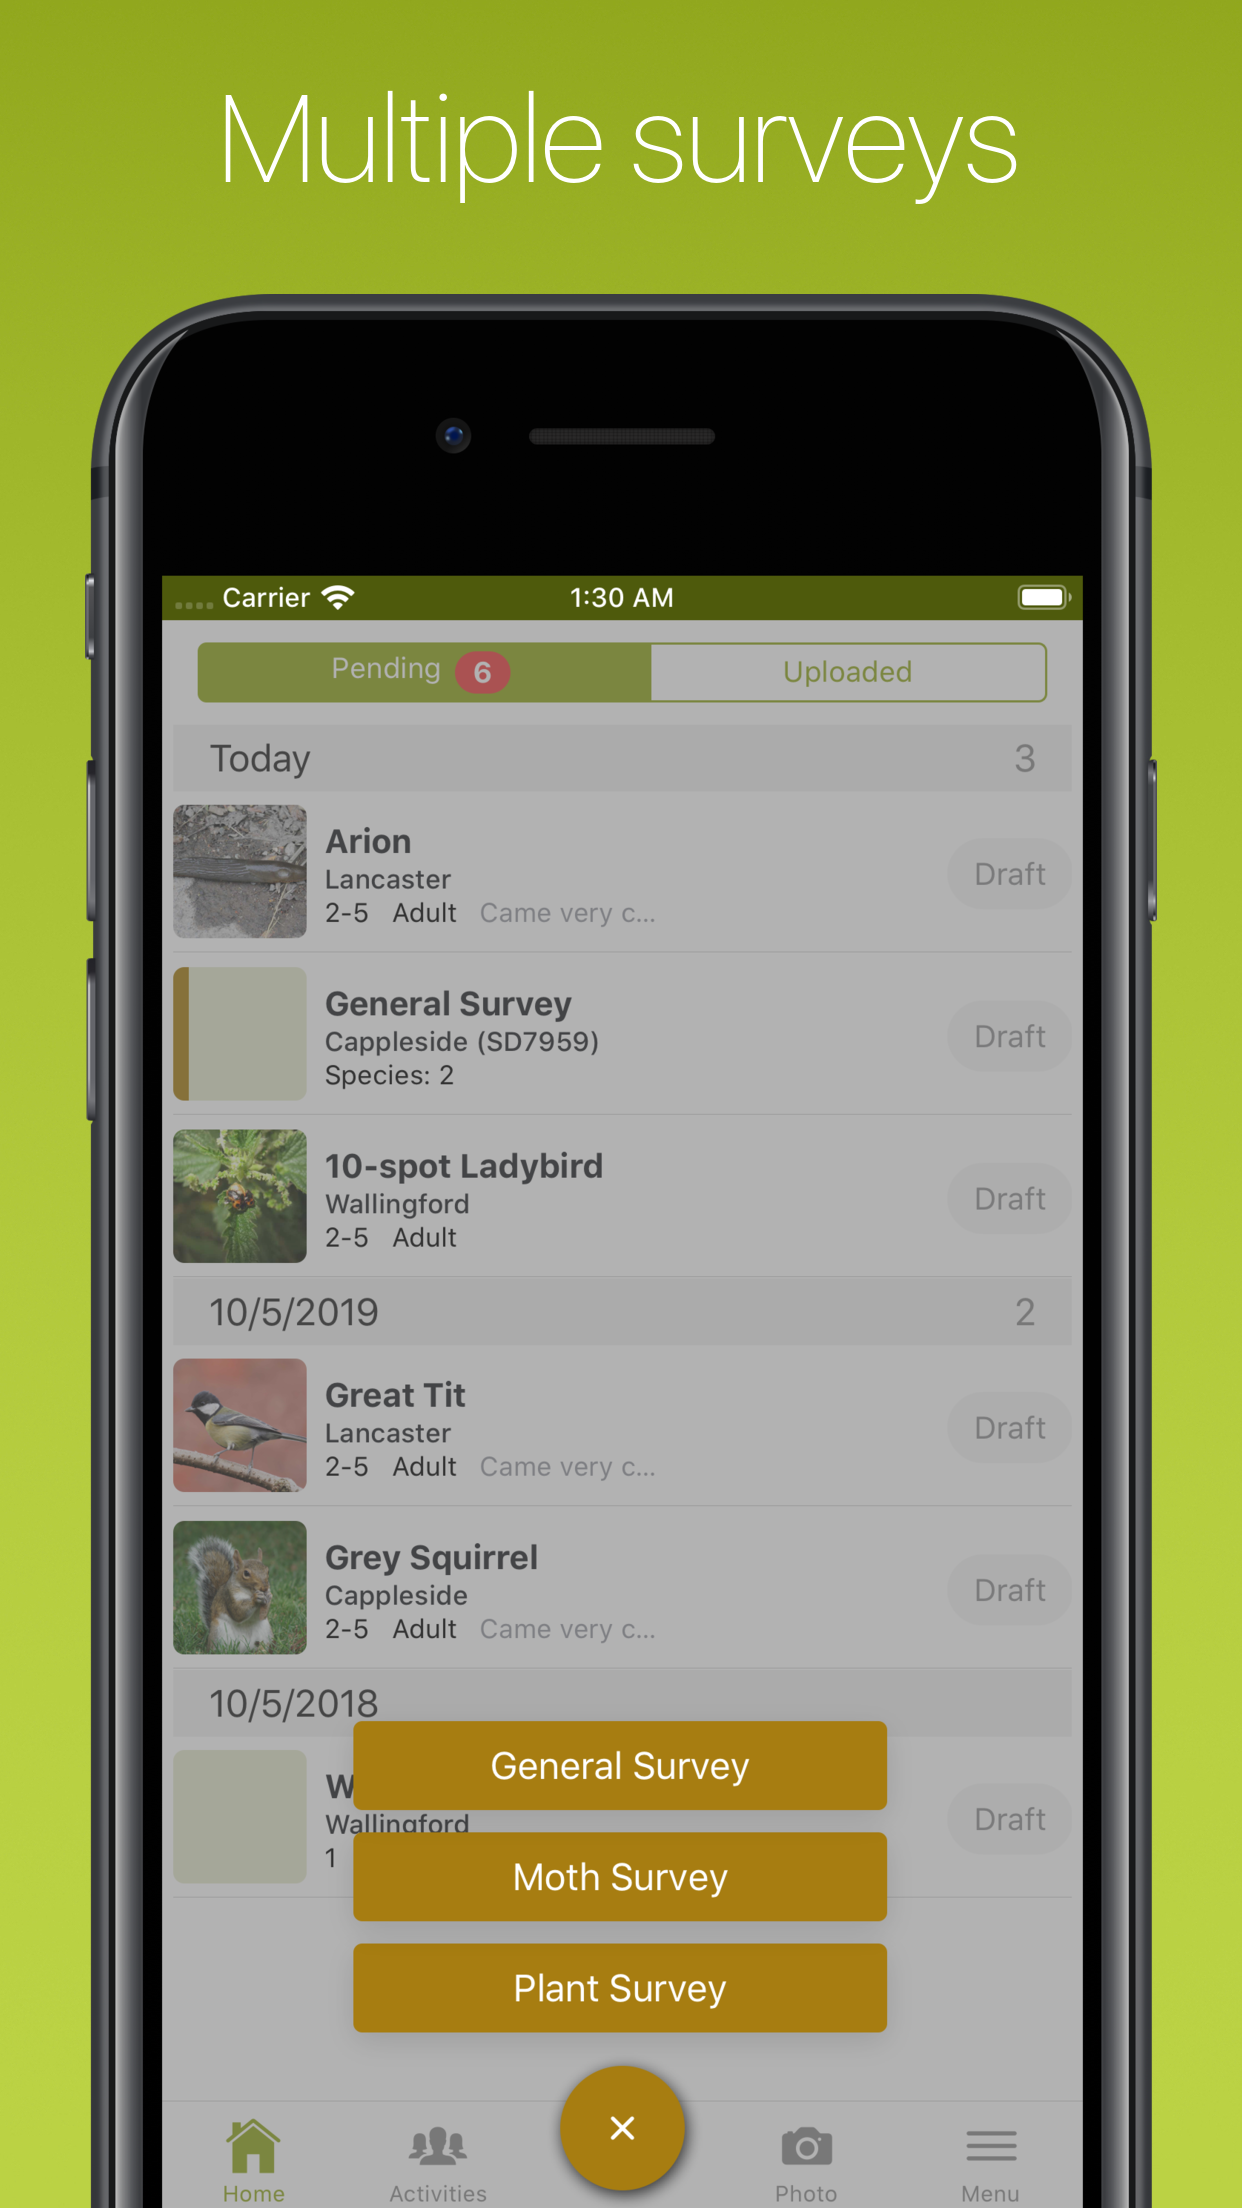 Multiple surveys
Carrier 1:30 AM
Pending 6 Uploaded
Today 3
Arion
Lancaster
2-5 Adult Came very c...
Draft
General Survey
Cappleside (SD7959)
Species: 2
Draft
10-spot Ladybird
Wallingford
2-5 Adult
Draft
10/5/2019 2
Great Tit
Lancaster
2-5 Adult Came very c...
Draft
Grey Squirrel
Cappleside
2-5 Adult Came very c...
Draft
10/5/2018
Wallingford
1
Draft
General Survey
Moth Survey
Plant Survey
Home Activities Photo Menu